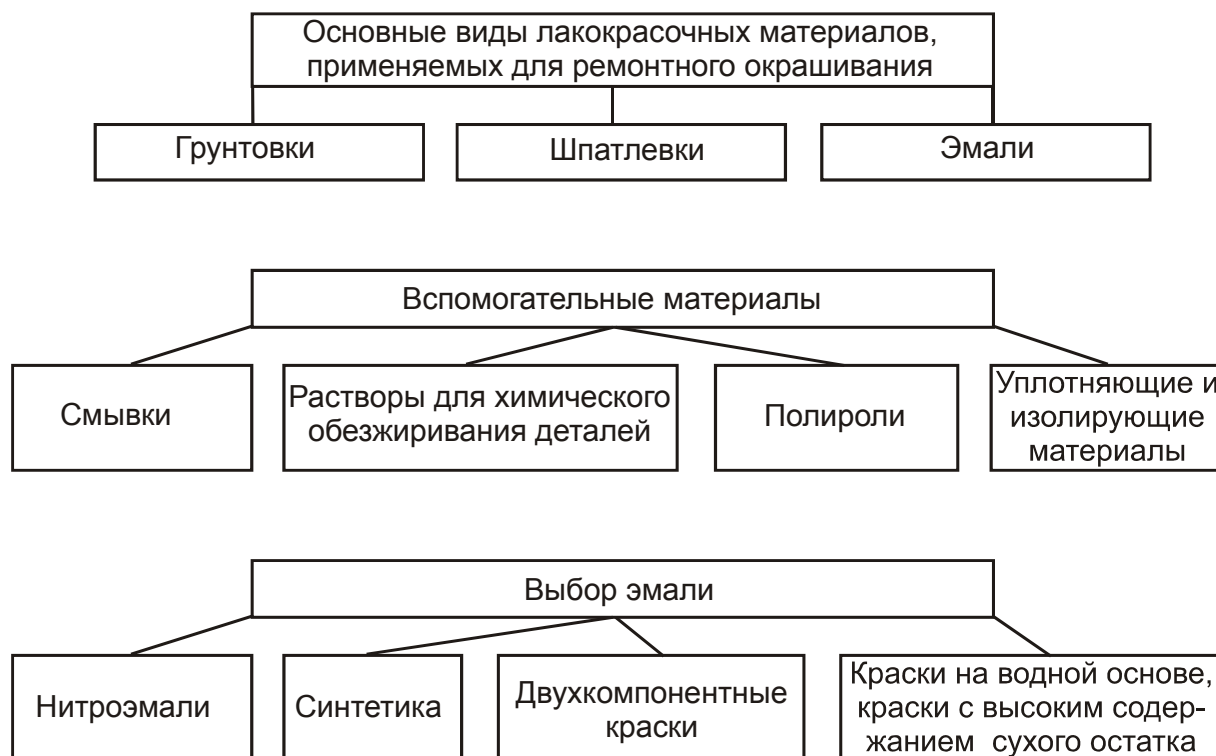 Основные виды лакокрасочных материалов,
применяемых для ремонтного окрашивания
Грунтовки
Шпатлевки
Эмали
Вспомогательные материалы
Смывки
Растворы для химического
обезжиривания деталей
Полироли
Уплотняющие и
изолирующие
материалы
Выбор эмали
Нитроэмали
Синтетика
Двухкомпонентные
краски
Краски на водной основе,
краски с высоким содер-
жанием сухого остатка